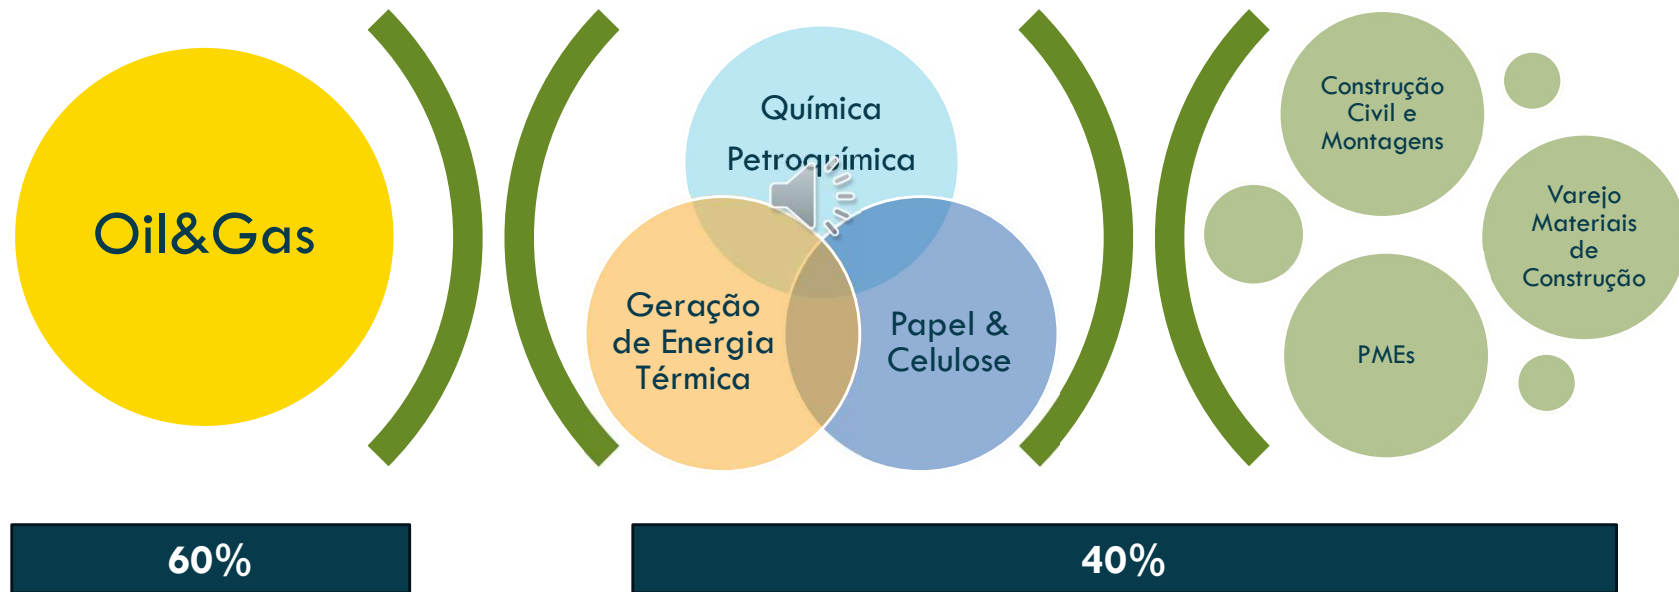 Oil&Gas
Química
Petroquímica
Geração
de Energia
Térmica
Papel &
Celulose
Construção
Civil e
Montagens
Varejo
Materiais
de
Construção
PMEs
60%
40%